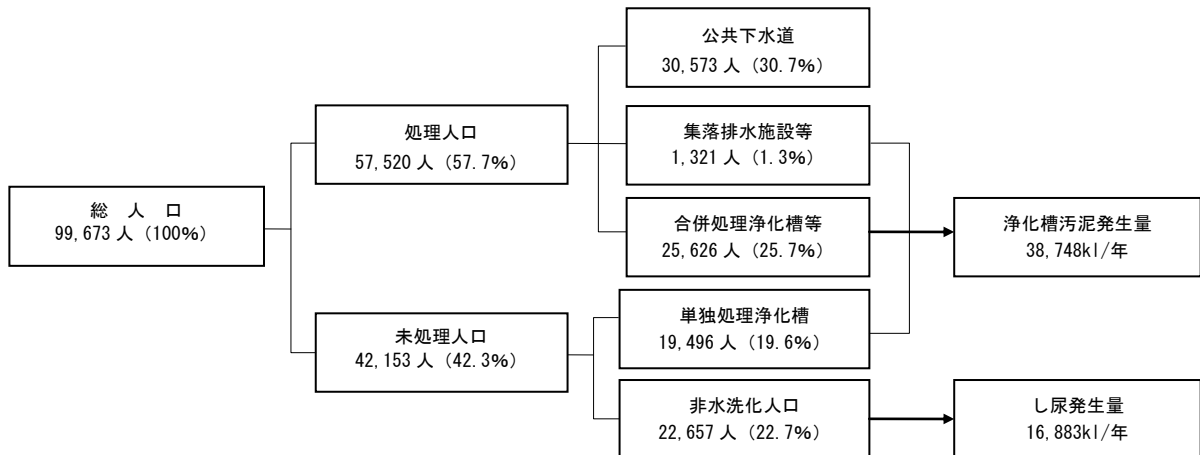 総　人　口
99,673 人（100%）
処理人口
57,520 人（57.7%）
未処理人口
42,153 人（42.3%）
公共下水道
30,573 人（30.7%）
集落排水施設等
1,321 人（1.3%）
合併処理浄化槽等
25,626 人（25.7%）
単独処理浄化槽
19,496 人（19.6%）
非水洗化人口
22,657 人（22.7%）
浄化槽汚泥発生量
38,748kl/年
し尿発生量
16,883kl/年